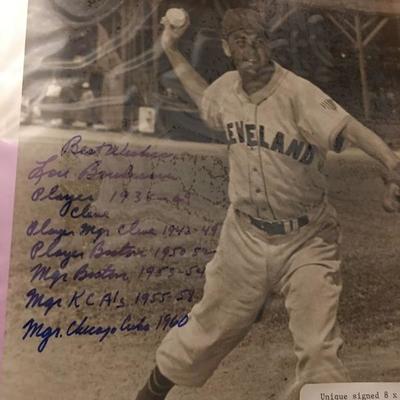 EVELAND
Best Wishes
Lou Boudreau
Player 1938-49
Cleve
Player Mgr Cleve 1942-49
Player Boston 1950-52
Mgr Boston 1953-54
Mgr K C A's 1955-58
Mgr. Chicago Cubs 1960
Unique signed 8 x